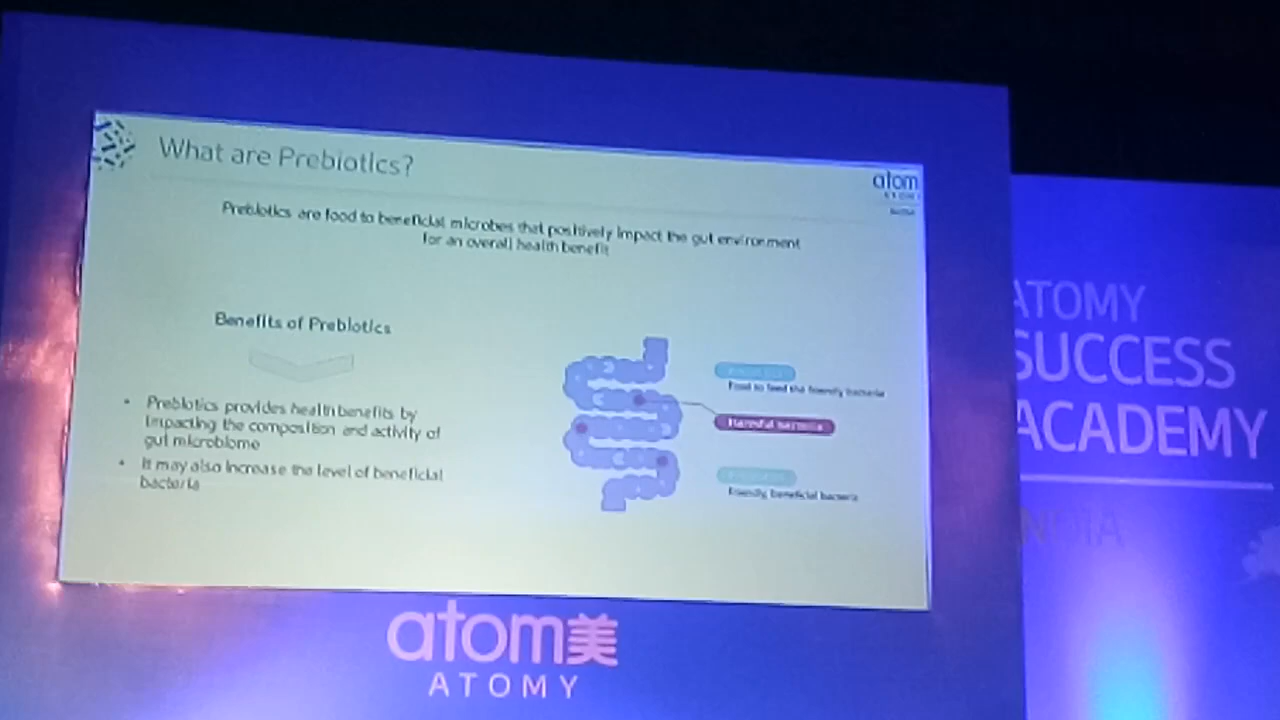 What are Prebiotics?
atom
Prebiotics are food to beneficial microbes that positively impact the gut environment
for an overall health benefit
Benefits of Prebiotics
• Prebiotics provides health benefits by
impacting the composition and activity of
gut microbiome
• It may also increase the level of beneficial
bacteria
Food to feed the friendly bacteria
Harmful bacteria
Friendly, beneficial bacteria
atom美
ATOMY
ATOMY
SUCCESS
ACADEMY
INDIA